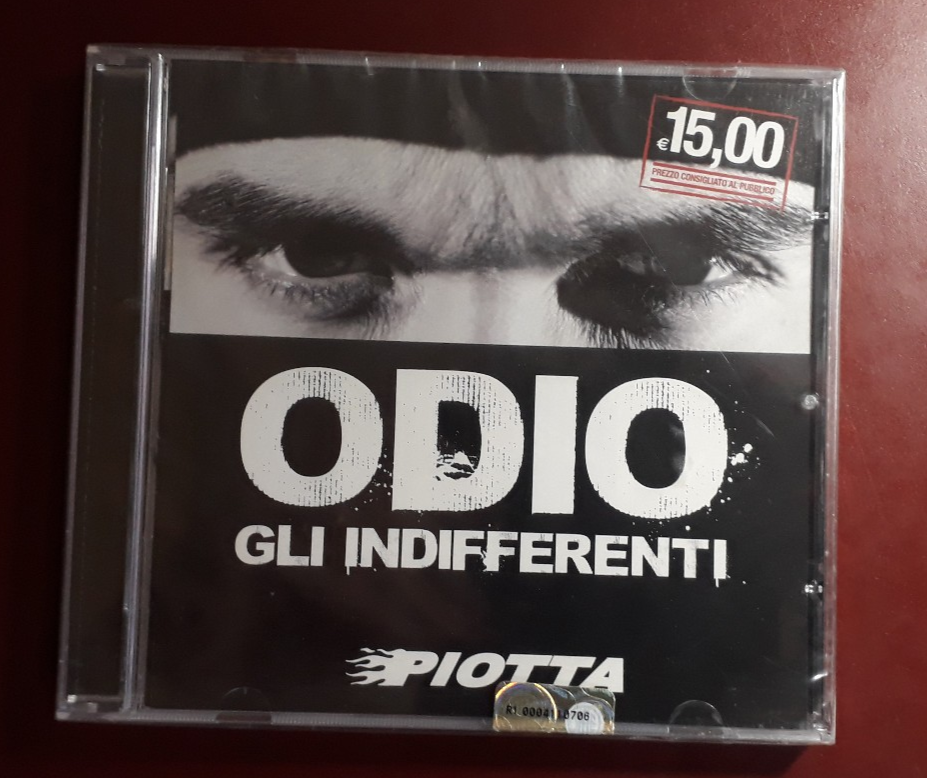 €15,00
PREZZO CONSIGLIATO AL PUBBLICO
ODIO
GLI INDIFFERENTI
PIOTTA